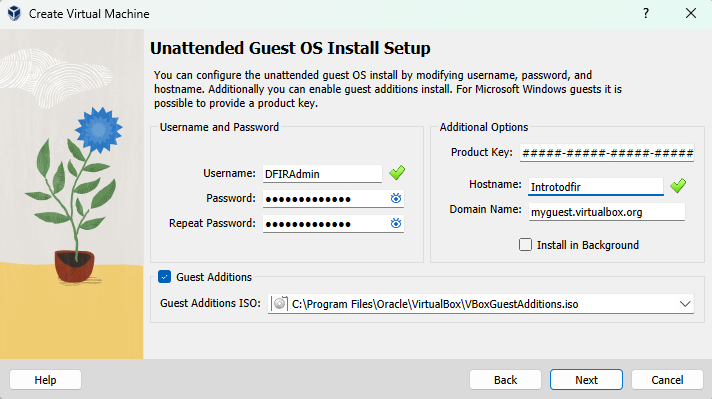 Create Virtual Machine
?
Unattended Guest OS Install Setup
You can configure the unattended guest OS install by modifying username, password, and
hostname. Additionally you can enable guest additions install. For Microsoft Windows guests it is
possible to provide a product key.
Username and Password
Username: DFIRAdmin
Password: ●●●●●●●●●●●●●
Repeat Password: ●●●●●●●●●●●●●
Additional Options
Product Key: #####-#####-#####-#####
Hostname: Introtodfir
Domain Name: myguest.virtualbox.org
Install in Background
Guest Additions
Guest Additions ISO: C:\Program Files\Oracle\VirtualBox\VBoxGuestAdditions.iso
Help
Back
Next
Cancel